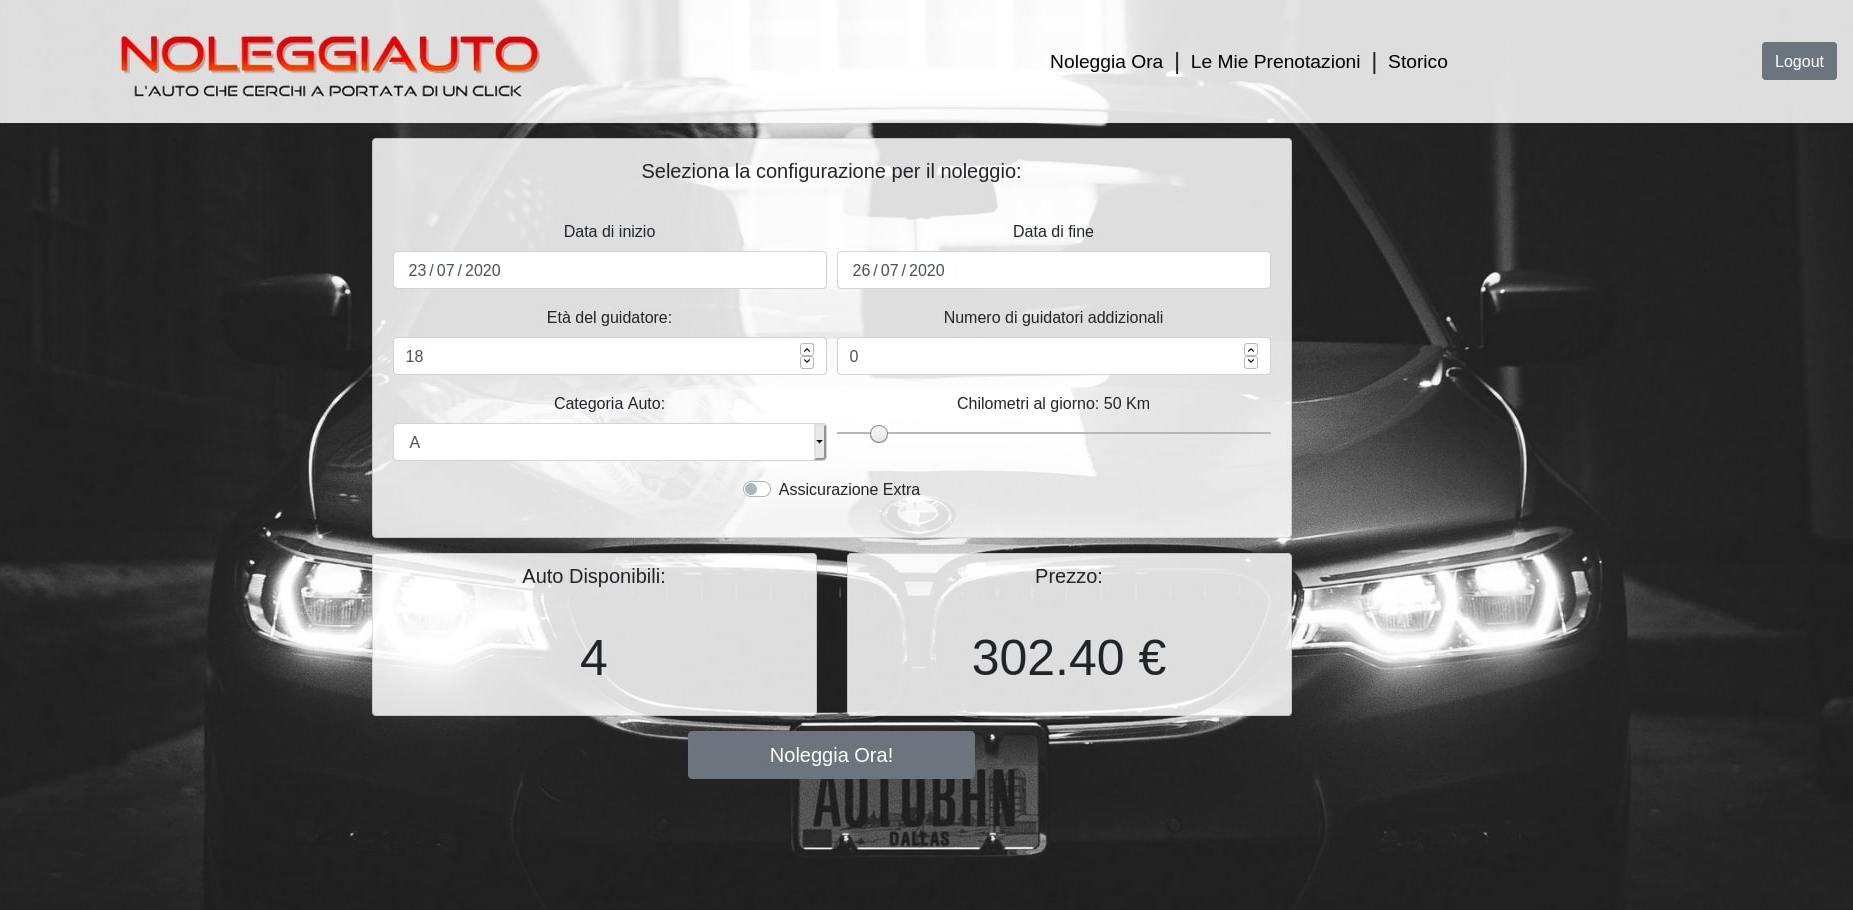 NOLEGGIAUTO
L'AUTO CHE CERCHI A PORTATA DI UN CLICK
Noleggia Ora | Le Mie Prenotazioni | Storico
Logout
Seleziona la configurazione per il noleggio:
Data di inizio
Data di fine
23/07/2020
26/07/2020
Età del guidatore:
Numero di guidatori addizionali
18
0
Categoria Auto:
Chilometri al giorno: 50 Km
A
Assicurazione Extra
Auto Disponibili:
Prezzo:
4
302.40 €
Noleggia Ora!
AUTOBHN
DALLAS